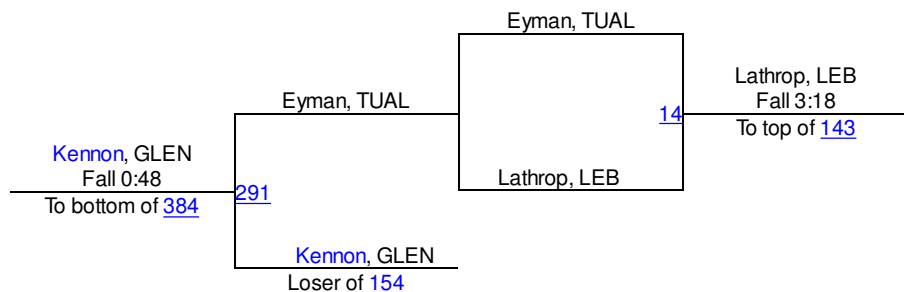 Eyman, TUAL
Lathrop, LEB
Fall 3:18
To top of 143
14
Eyman, TUAL
Kennon, GLEN
Fall 0:48
To bottom of 384
291
Lathrop, LEB
Kennon, GLEN
Loser of 154